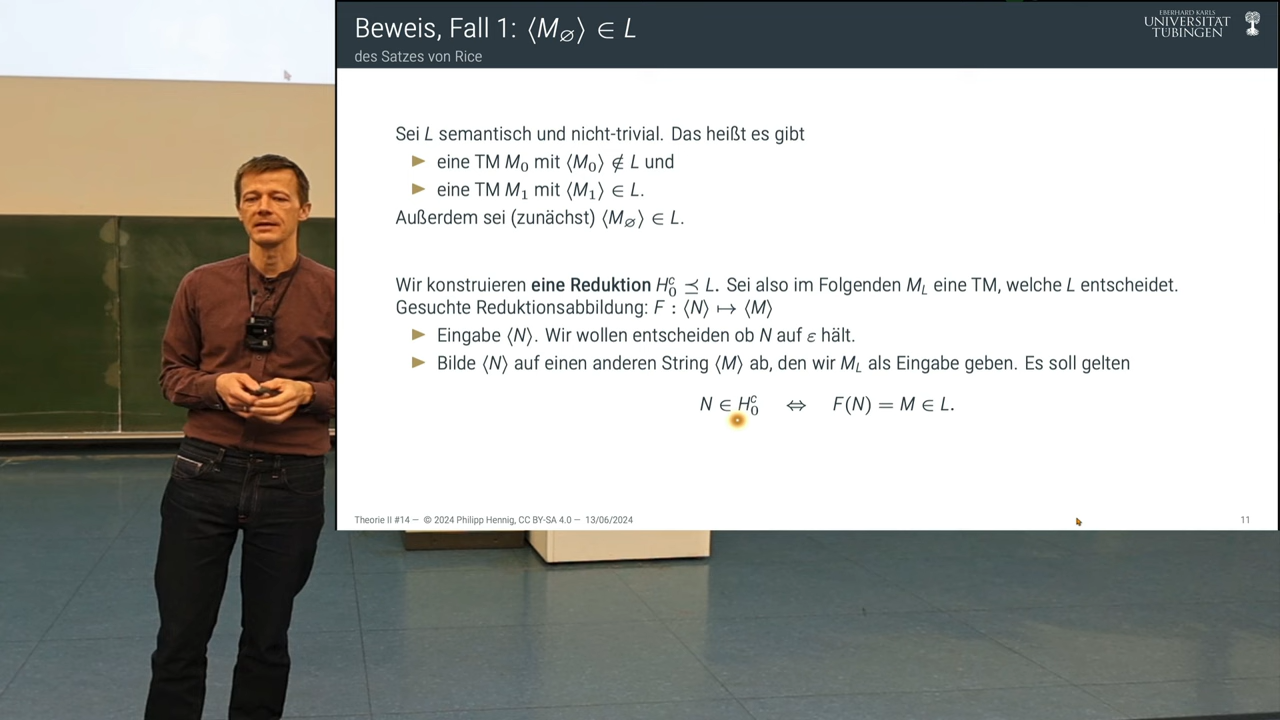 Beweis, Fall 1: ⟨M_∅⟩ ∈ L
des Satzes von Rice
EBERHARD KARLS
UNIVERSITÄT
TÜBINGEN
Sei L semantisch und nicht-trivial. Das heißt es gibt
▶ eine TM M₀ mit ⟨M₀⟩ ∉ L und
▶ eine TM M₁ mit ⟨M₁⟩ ∈ L.
Außerdem sei (zunächst) ⟨M_∅⟩ ∈ L.
Wir konstruieren eine Reduktion H₀ᶜ ⪯ L. Sei also im Folgenden M_L eine TM, welche L entscheidet.
Gesuchte Reduktionsabbildung: F : ⟨N⟩ ↦ ⟨M⟩
▶ Eingabe ⟨N⟩. Wir wollen entscheiden ob N auf ε hält.
▶ Bilde ⟨N⟩ auf einen anderen String ⟨M⟩ ab, den wir M_L als Eingabe geben. Es soll gelten
N ∈ H₀ᶜ ⇔ F(N) = M ∈ L.
Theorie II #14 — © 2024 Philipp Hennig, CC BY-SA 4.0 — 13/06/2024
11